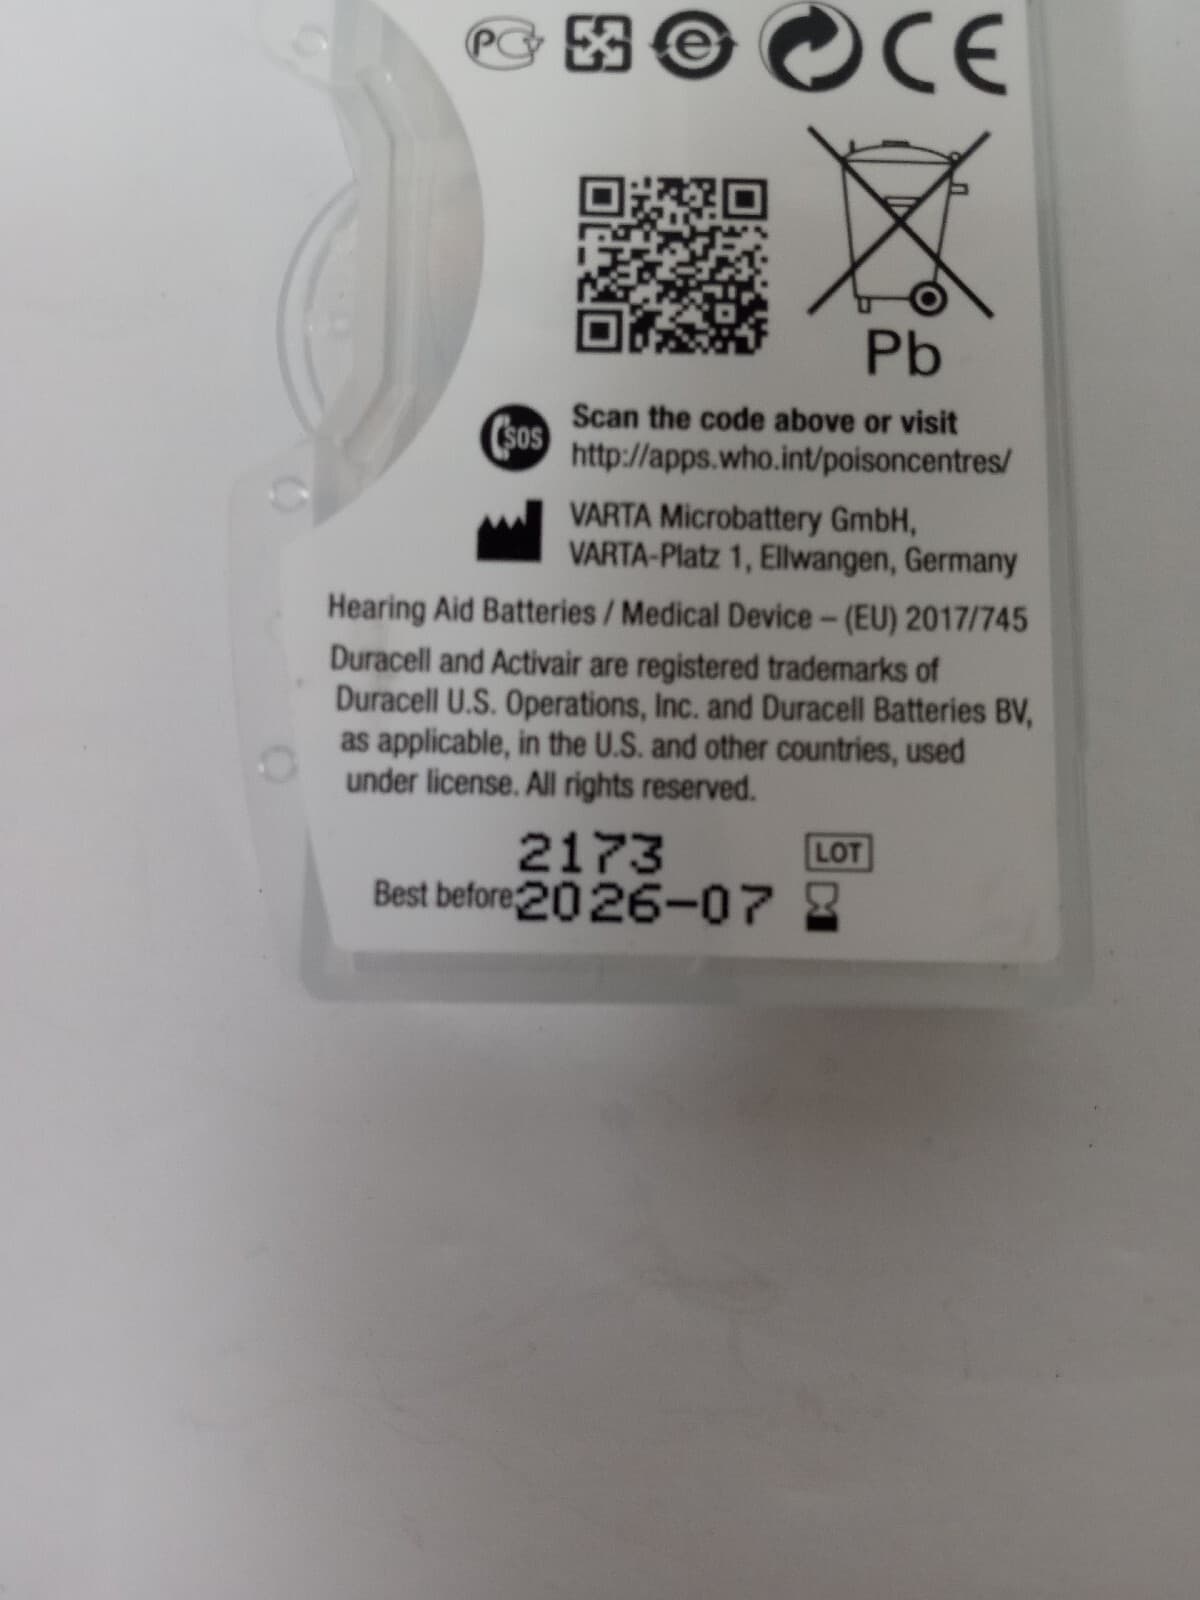 CE
Pb
SOS
Scan the code above or visit
http://apps.who.int/poisoncentres/
VARTA Microbattery GmbH,
VARTA-Platz 1, Ellwangen, Germany
Hearing Aid Batteries / Medical Device – (EU) 2017/745
Duracell and Activair are registered trademarks of
Duracell U.S. Operations, Inc. and Duracell Batteries BV,
as applicable, in the U.S. and other countries, used
under license. All rights reserved.
2173 LOT
Best before: 2026-07